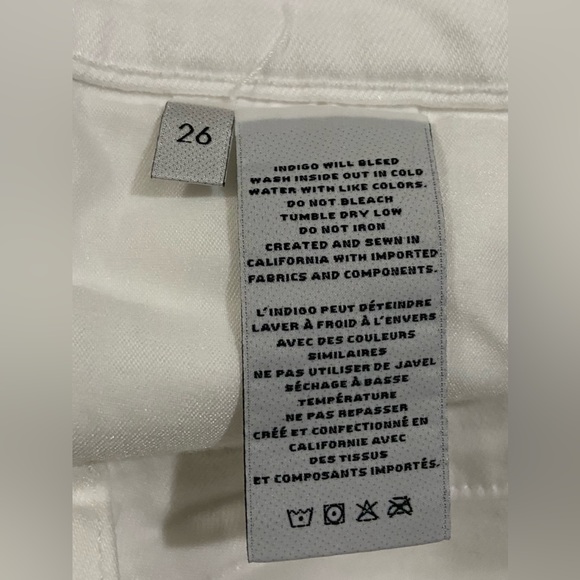 26
INDIGO WILL BLEED
WASH INSIDE OUT IN COLD
WATER WITH LIKE COLORS.
DO NOT BLEACH
TUMBLE DRY LOW
DO NOT IRON
CREATED AND SEWN IN
CALIFORNIA WITH IMPORTED
FABRICS AND COMPONENTS.
L'INDIGO PEUT DÉTEINDRE
LAVER À FROID À L'ENVERS
AVEC DES COULEURS
SIMILAIRES
NE PAS UTILISER DE JAVEL
SÉCHAGE À BASSE
TEMPÉRATURE
NE PAS REPASSER
CRÉÉ ET CONFECTIONNÉ EN
CALIFORNIE AVEC
DES TISSUS
ET COMPOSANTS IMPORTÉS.